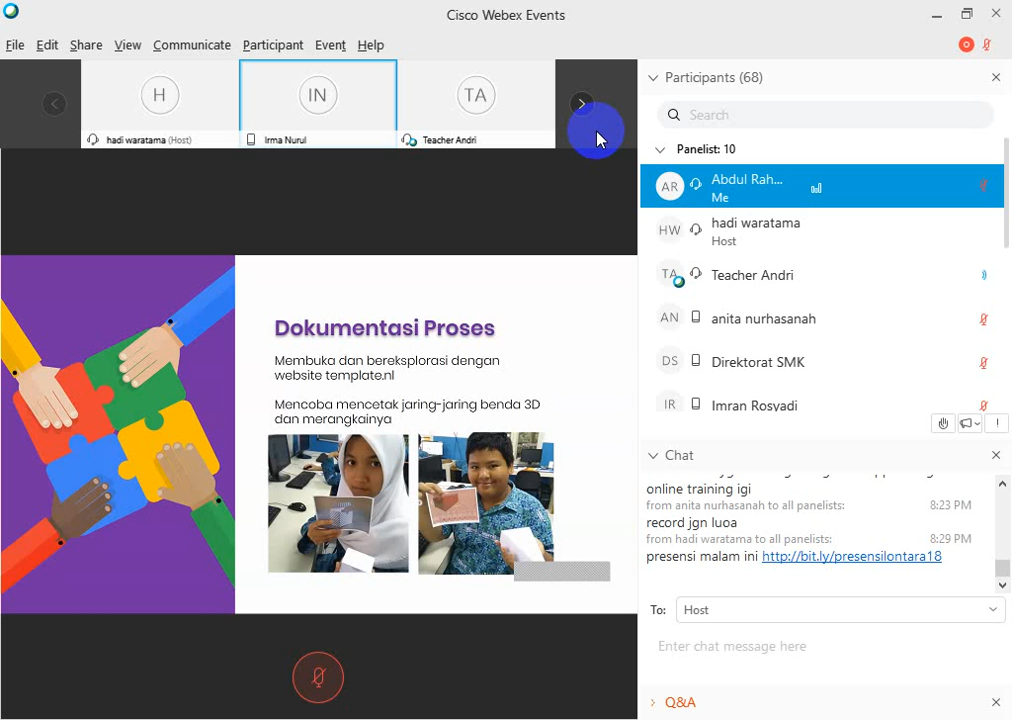 Cisco Webex Events
File Edit Share View Communicate Participant Event Help
H
hadi waratama (Host)
IN
Irma Nurul
TA
Teacher Andri
Dokumentasi Proses
Membuka dan bereksplorasi dengan
website template.nl
Mencoba mencetak jaring-jaring benda 3D
dan merangkainya
Participants (68)
Search
Panelist: 10
AR
Abdul Rah...
Me
HW
hadi waratama
Host
TA
Teacher Andri
AN
anita nurhasanah
DS
Direktorat SMK
IR
Imran Rosyadi
Chat
online training igi
from anita nurhasanah to all panelists: 8:23 PM
record jgn luoa
from hadi waratama to all panelists: 8:29 PM
presensi malam ini http://bit.ly/presensilontara18
To: Host
Enter chat message here
Q&A